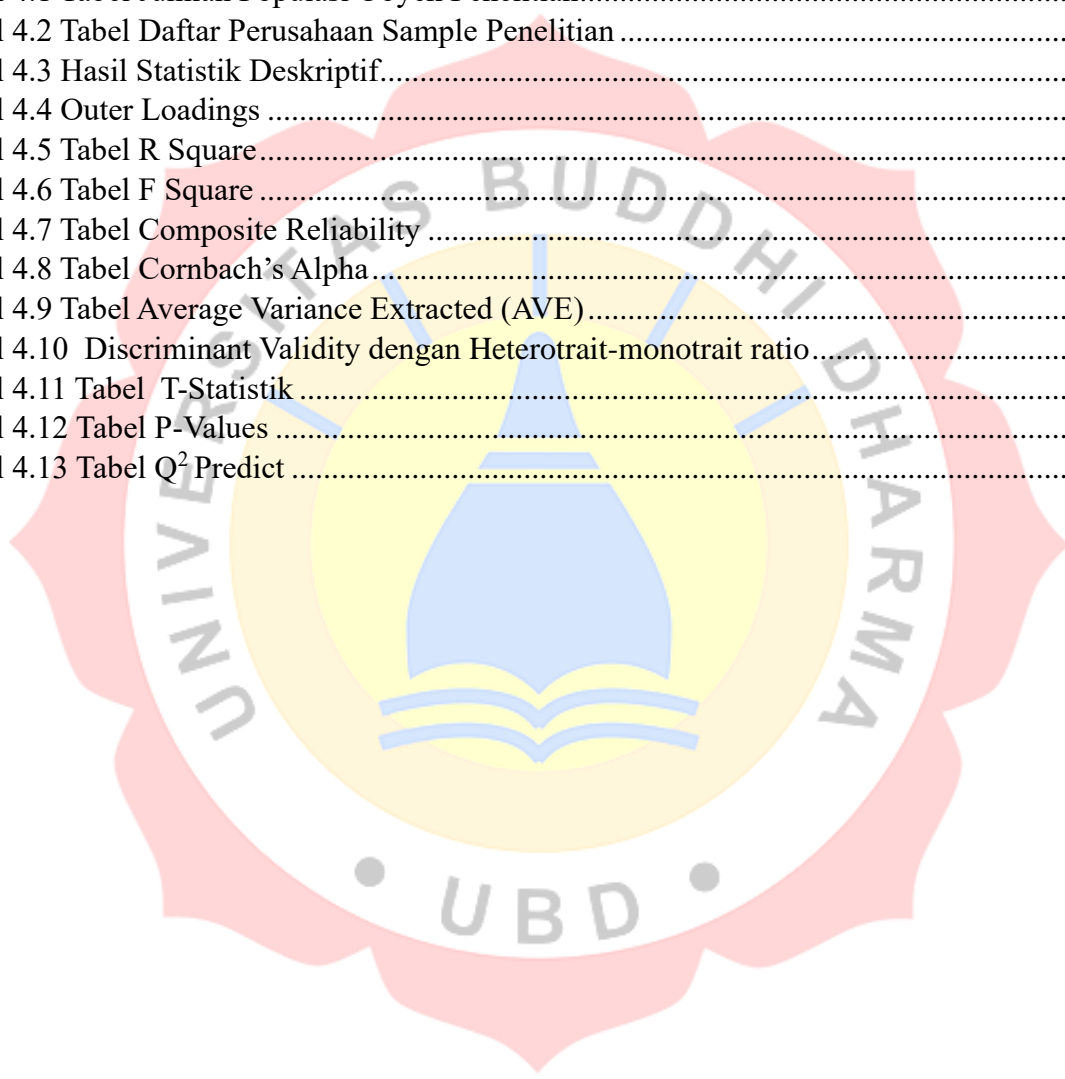 4.2 Tabel Daftar Perusahaan Sample Penelitian ..........
4.3 Hasil Statistik Deskriptif..........
4.4 Outer Loadings ..........
4.5 Tabel R Square..........
4.6 Tabel F Square ..........
4.7 Tabel Composite Reliability ..........
4.8 Tabel Cornbach's Alpha..........
4.9 Tabel Average Variance Extracted (AVE)..........
4.10 Discriminant Validity dengan Heterotrait-monotrait ratio..........
4.11 Tabel T-Statistik ..........
4.12 Tabel P-Values ..........
4.13 Tabel Q² Predict ..........
UNIVERSITAS BUDDHI DHARMA
• UBD •